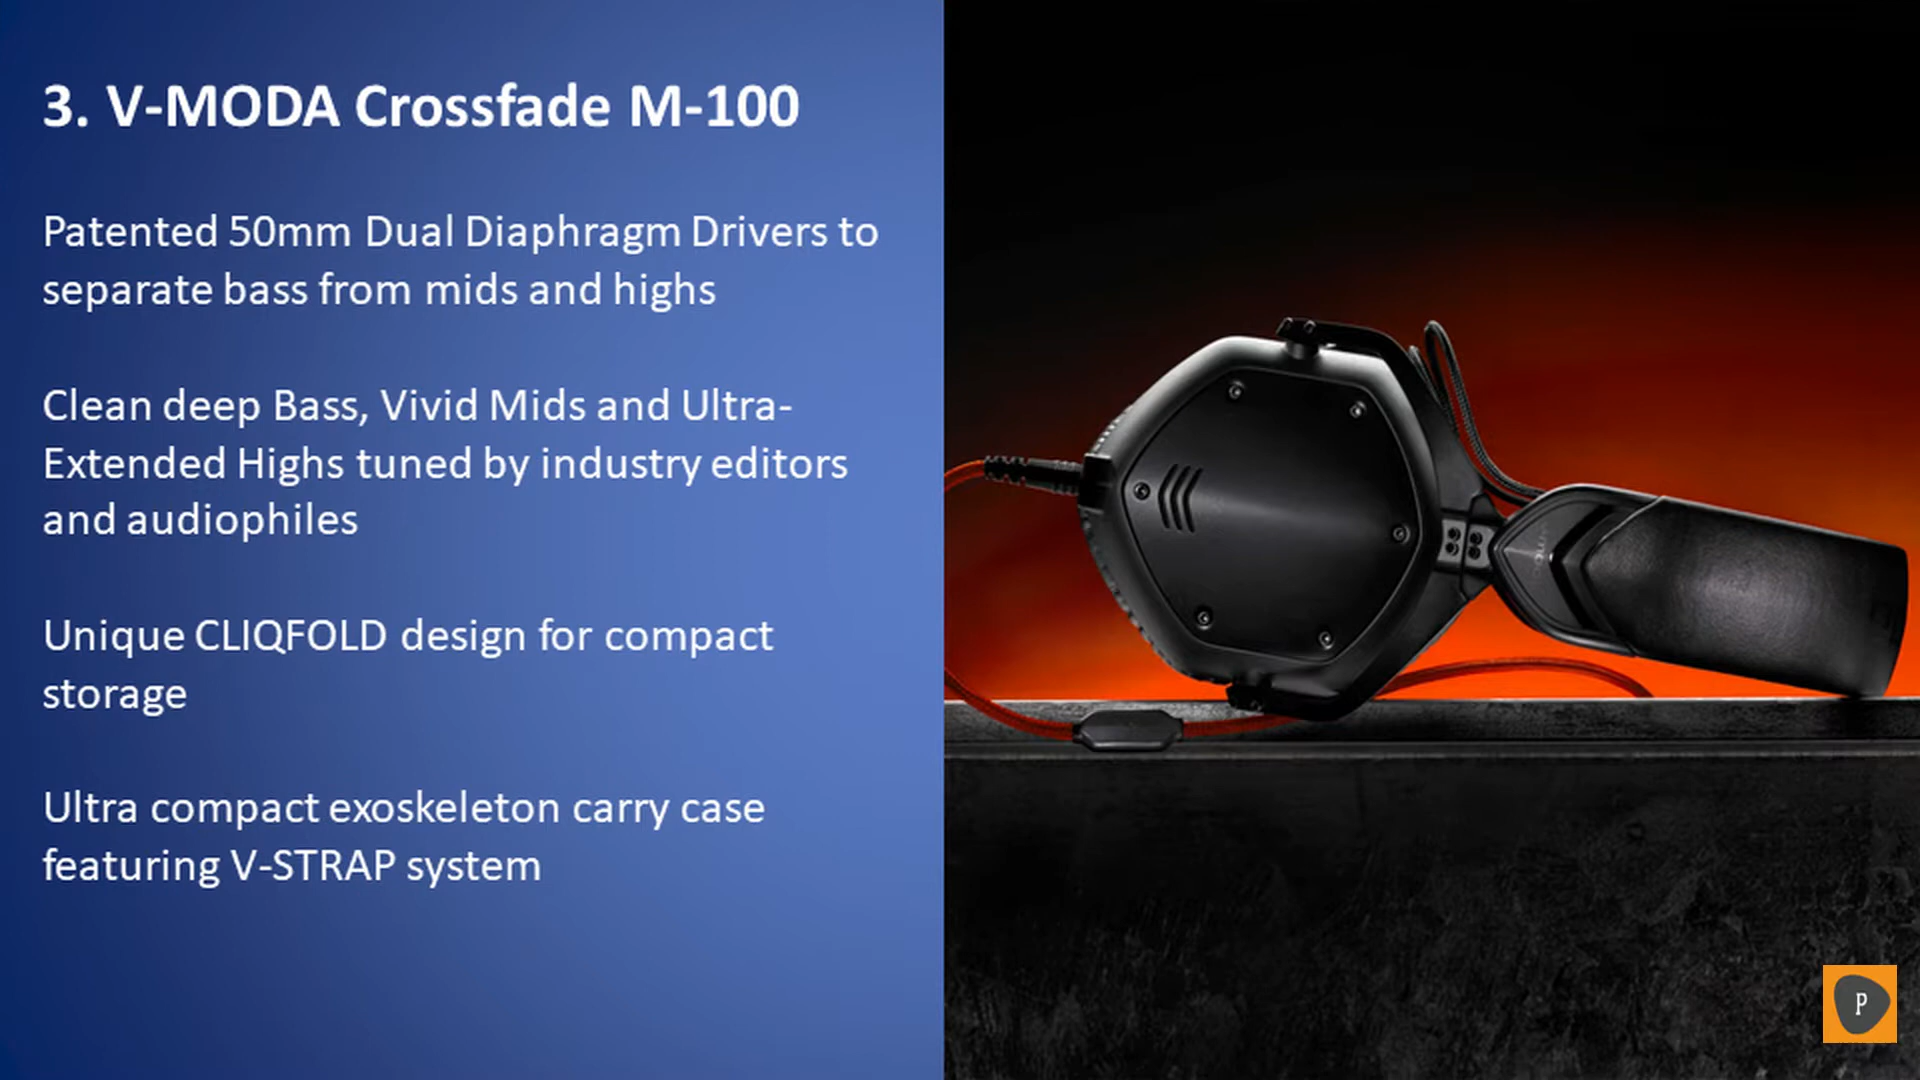 3. V-MODA Crossfade M-100
Patented 50mm Dual Diaphragm Drivers to
separate bass from mids and highs
Clean deep Bass, Vivid Mids and Ultra-
Extended Highs tuned by industry editors
and audiophiles
Unique CLIQFOLD design for compact
storage
Ultra compact exoskeleton carry case
featuring V-STRAP system
P